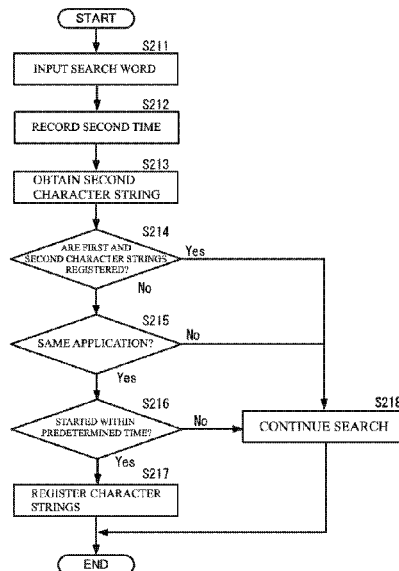 START
S211
INPUT SEARCH WORD
S212
RECORD SECOND TIME
S213
OBTAIN SECOND
CHARACTER STRING
S214
ARE FIRST AND
SECOND CHARACTER STRINGS
REGISTERED?
Yes
No
S215
SAME APPLICATION?
No
Yes
S216
STARTED WITHIN
PREDETERMINED TIME?
No
Yes
S218
CONTINUE SEARCH
S217
REGISTER CHARACTER
STRINGS
END